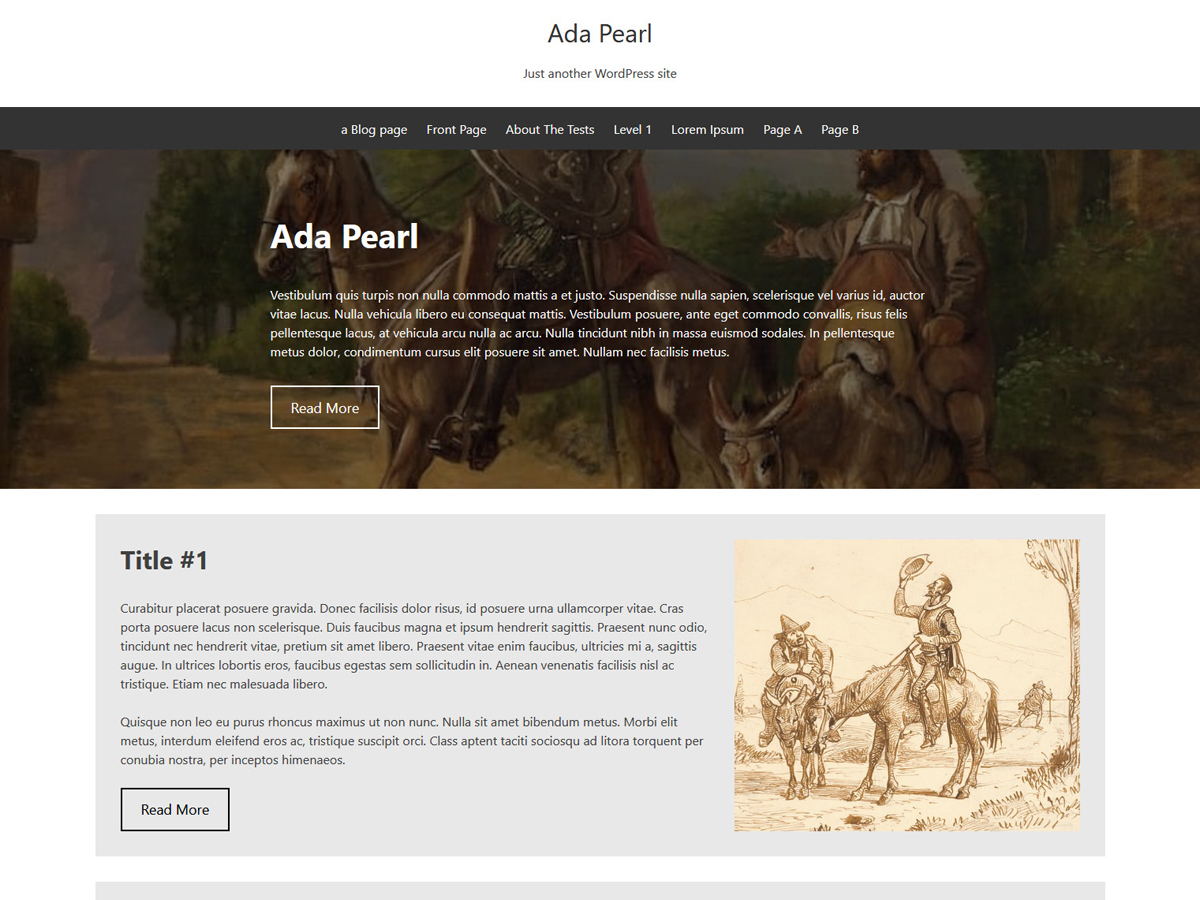 Ada Pearl
Just another WordPress site
a Blog page Front Page About The Tests Level 1 Lorem Ipsum Page A Page B
Ada Pearl
Vestibulum quis turpis non nulla commodo mattis a et justo. Suspendisse nulla sapien, scelerisque vel varius id, auctor
vitae lacus. Nulla vehicula libero eu consequat mattis. Vestibulum posuere, ante eget commodo convallis, risus felis
pellentesque lacus, at vehicula arcu nulla ac arcu. Nulla tincidunt nibh in massa euismod sodales. In pellentesque
metus dolor, condimentum cursus elit posuere sit amet. Nullam nec facilisis metus.
Read More
Title #1
Curabitur placerat posuere gravida. Donec facilisis dolor risus, id posuere urna ullamcorper vitae. Cras
porta posuere lacus non scelerisque. Duis faucibus magna et ipsum hendrerit sagittis. Praesent nunc odio,
tincidunt nec hendrerit vitae, pretium sit amet libero. Praesent vitae enim faucibus, ultricies mi a, sagittis
augue. In ultrices lobortis eros, faucibus egestas sem sollicitudin in. Aenean venenatis facilisis nisl ac
tristique. Etiam nec malesuada libero.
Quisque non leo eu purus rhoncus maximus ut non nunc. Nulla sit amet bibendum metus. Morbi elit
metus, interdum eleifend eros ac, tristique suscipit orci. Class aptent taciti sociosqu ad litora torquent per
conubia nostra, per inceptos himenaeos.
Read More